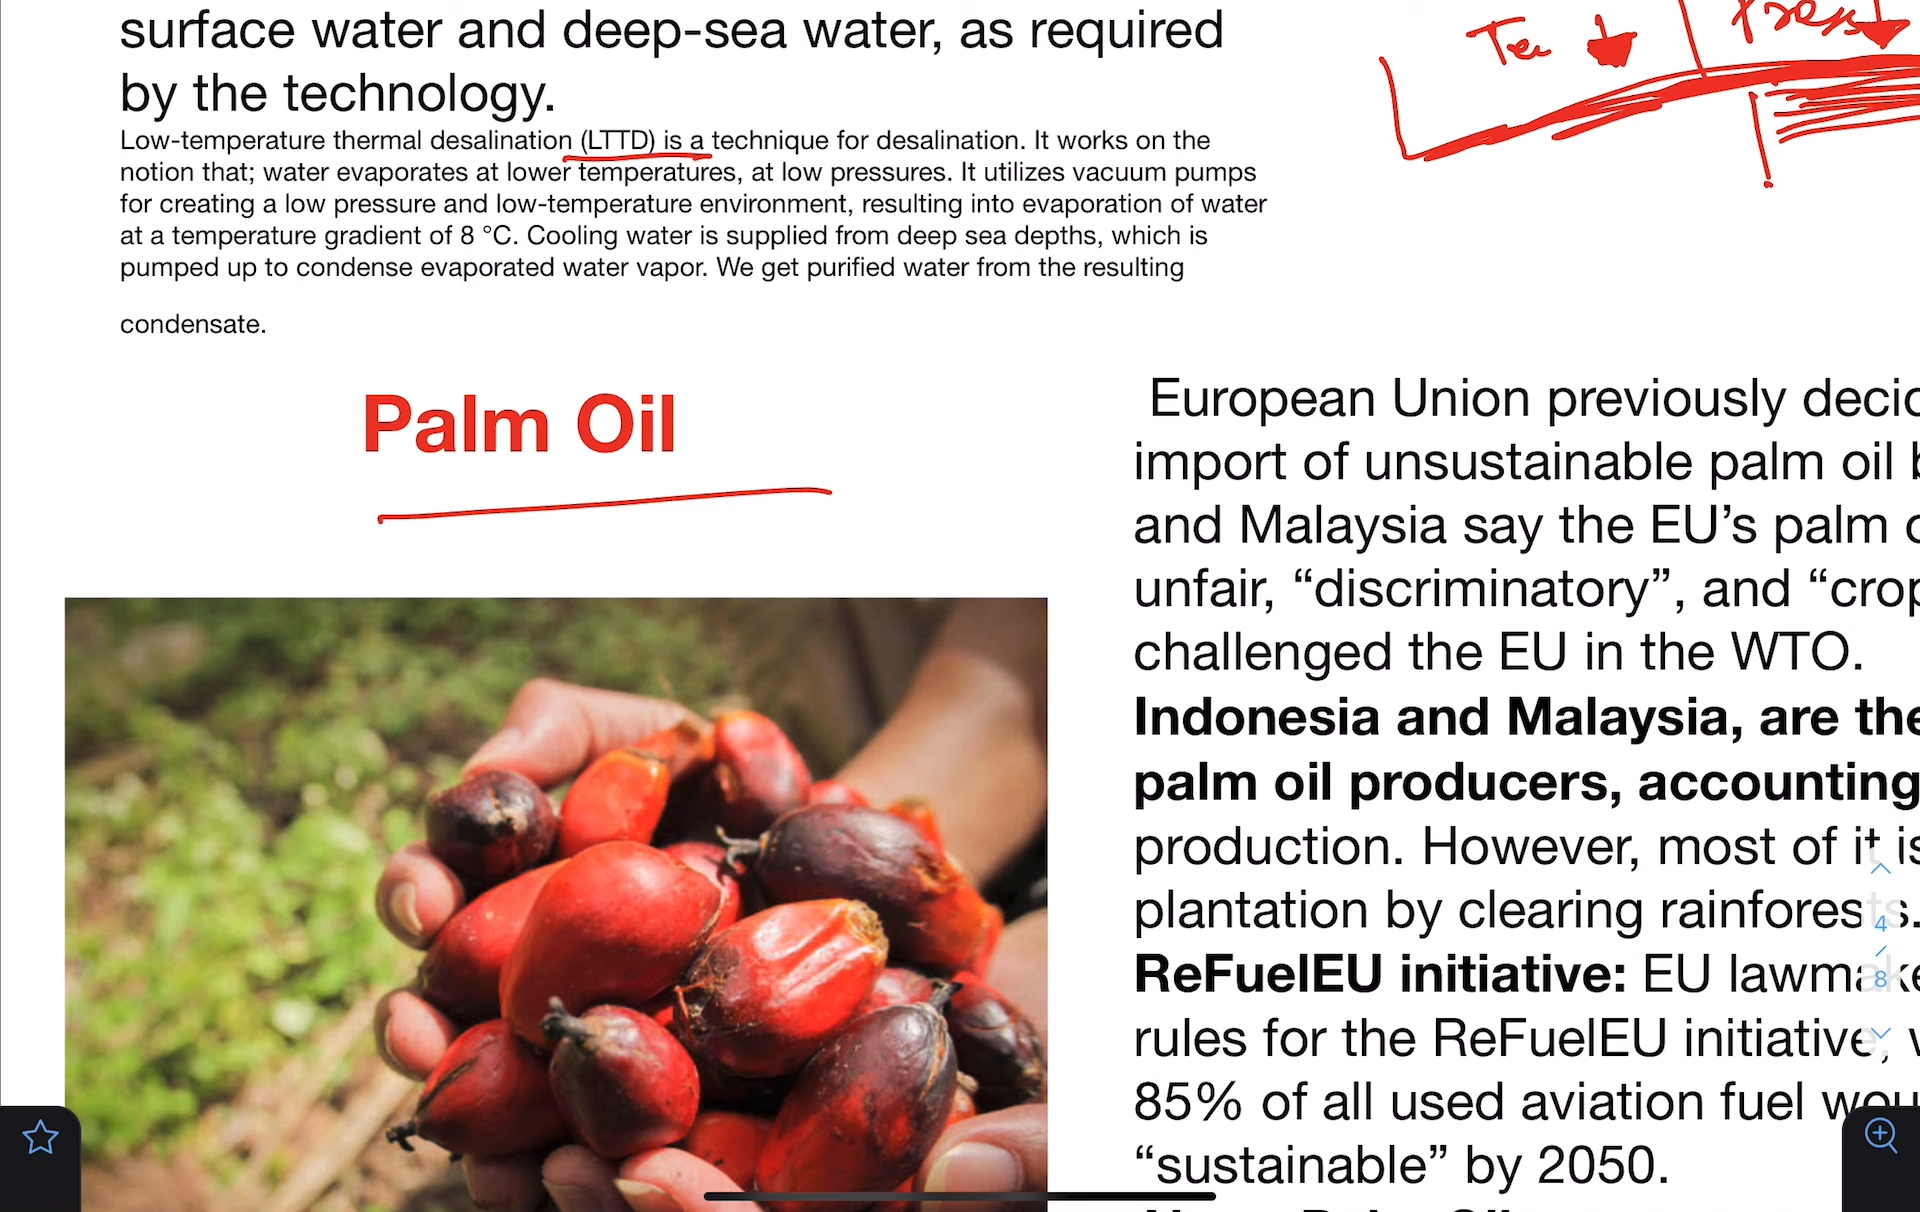 surface water and deep-sea water, as required
by the technology.
Low-temperature thermal desalination (LTTD) is a technique for desalination. It works on the
notion that; water evaporates at lower temperatures, at low pressures. It utilizes vacuum pumps
for creating a low pressure and low-temperature environment, resulting into evaporation of water
at a temperature gradient of 8 °C. Cooling water is supplied from deep sea depths, which is
pumped up to condense evaporated water vapor. We get purified water from the resulting
condensate.
Palm Oil
European Union previously
import of unsustainable palm oil
and Malaysia say the EU’s palm
unfair, “discriminatory”, and
challenged the EU in the WTO.
Indonesia and Malaysia, are
palm oil producers, accounting
production. However, most of it
plantation by clearing rainforests.
ReFuelEU initiative: EU
rules for the ReFuelEU initiative,
85% of all used aviation fuel
“sustainable” by 2050.
4
8